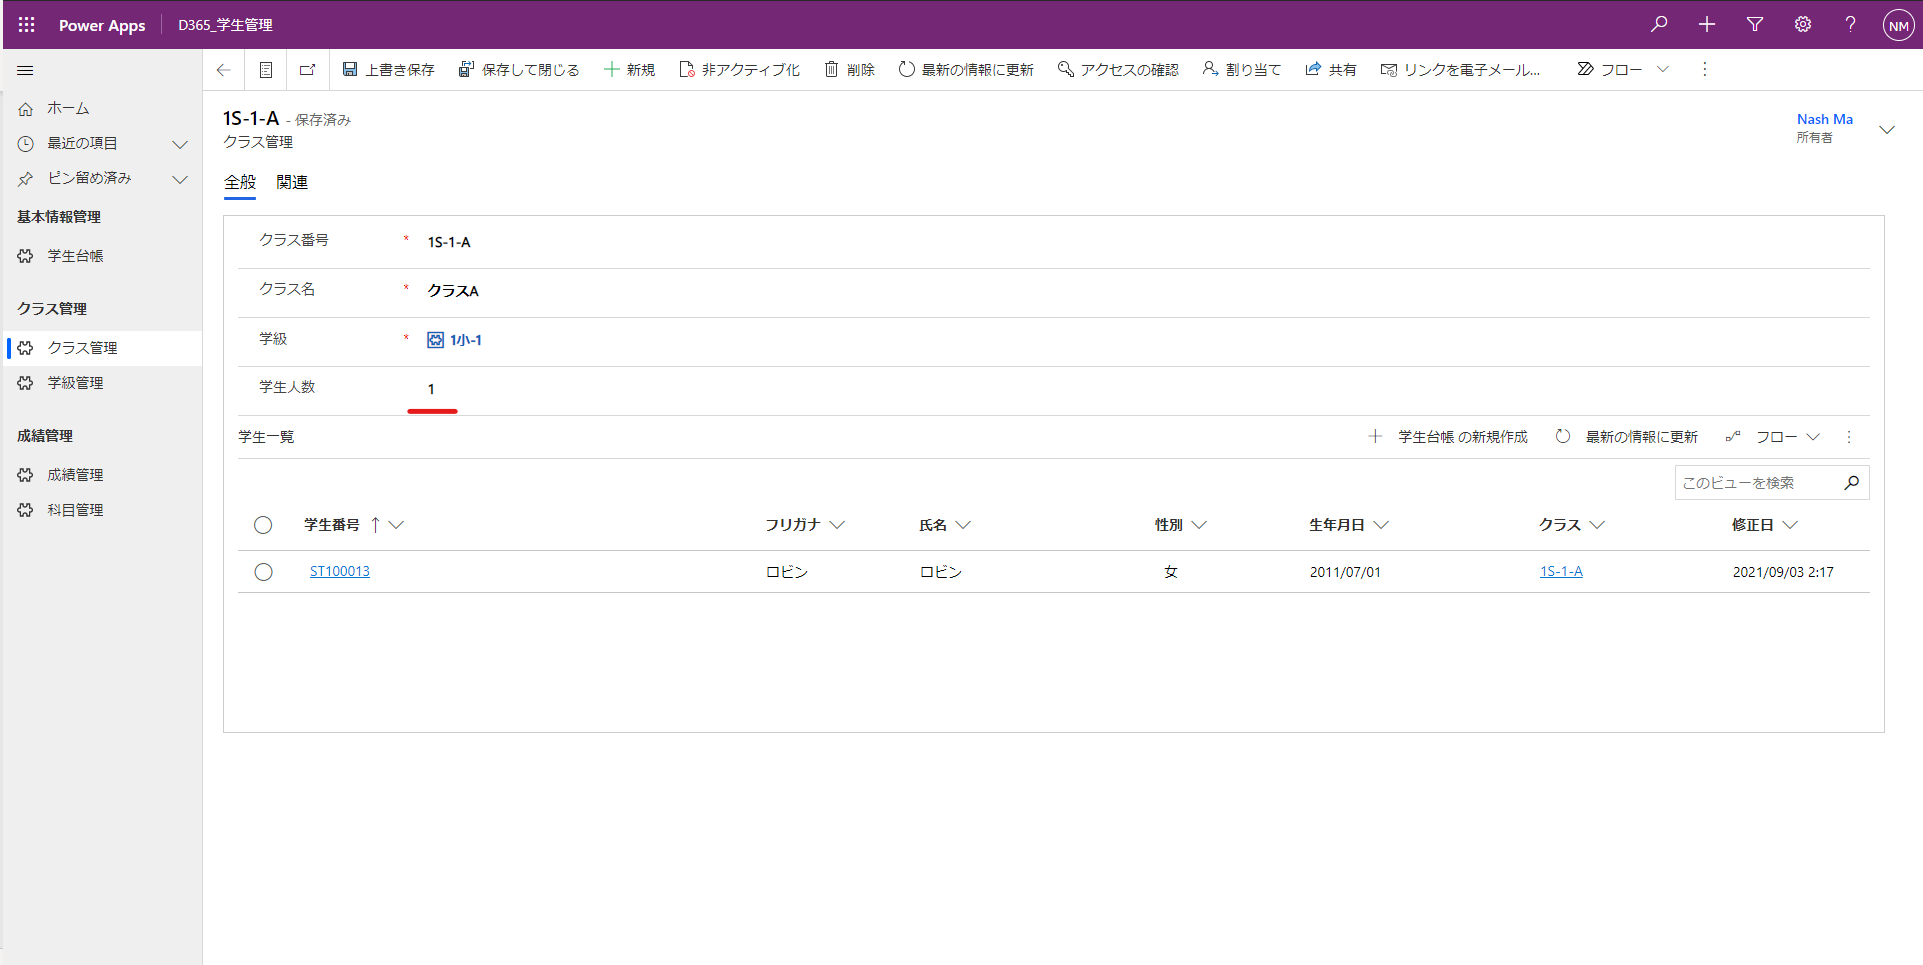 Power Apps D365_学生管理 NM
上書き保存 保存して閉じる 新規 非アクティブ化 削除 最新の情報に更新 アクセスの確認 割り当て 共有 リンクを電子メール... フロー
ホーム
最近の項目
ピン留め済み
基本情報管理
学生台帳
クラス管理
クラス管理
学級管理
成績管理
成績管理
科目管理
1S-1-A - 保存済み
クラス管理
Nash Ma
所有者
全般 関連
クラス番号 * 1S-1-A
クラス名 * クラスA
学級 * 1小-1
学生人数 1
学生一覧 学生台帳 の新規作成 最新の情報に更新 フロー
このビューを検索
学生番号 ↑ フリガナ 氏名 性別 生年月日 クラス 修正日
ST100013 ロビン ロビン 女 2011/07/01 1S-1-A 2021/09/03 2:17